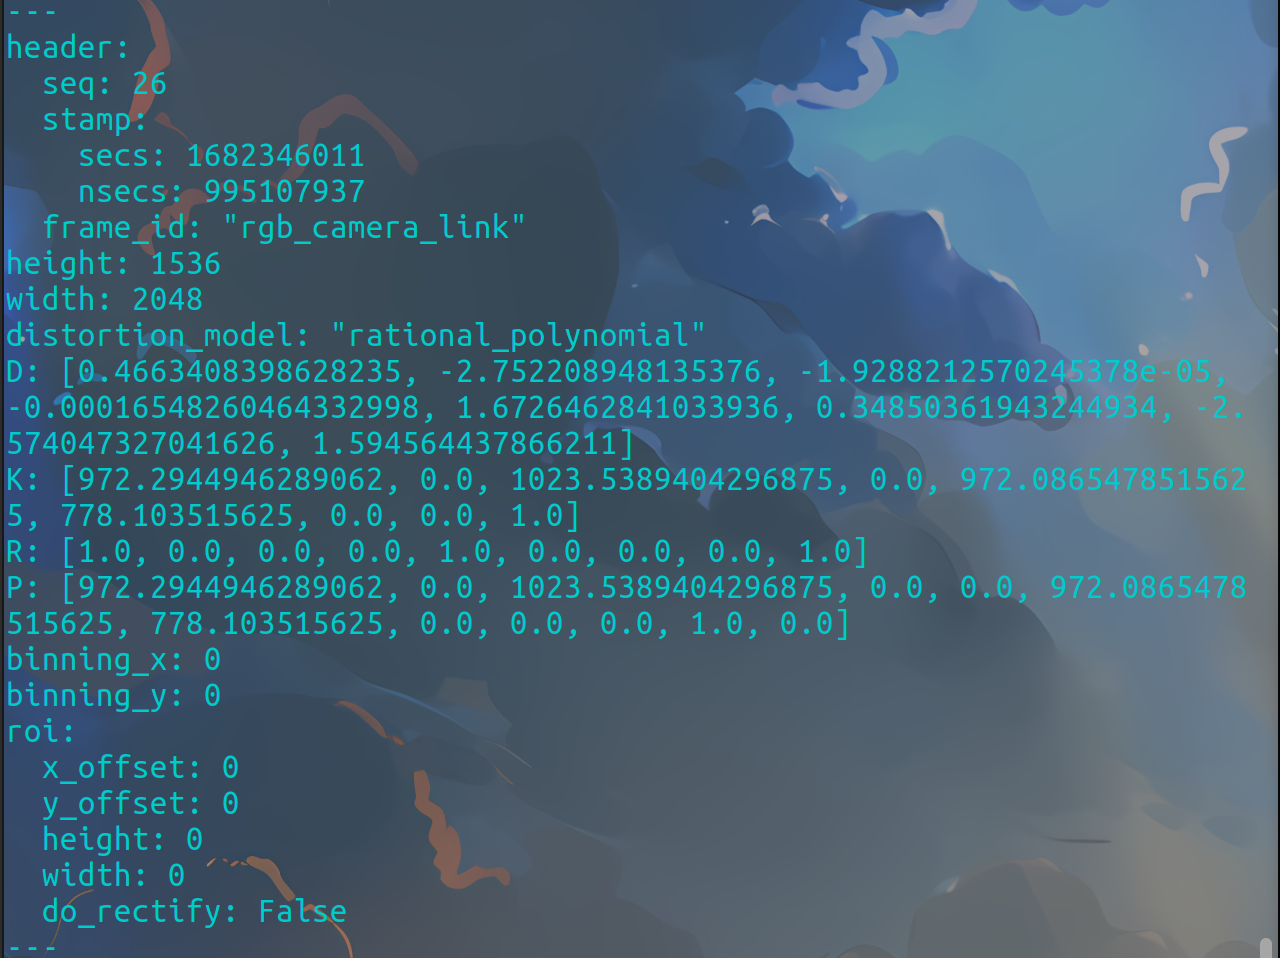 ---
header:
  seq: 26
  stamp:
    secs: 1682346011
    nsecs: 995107937
  frame_id: "rgb_camera_link"
height: 1536
width: 2048
distortion_model: "rational_polynomial"
D: [0.4663408398628235, -2.752208948135376, -1.9288212570245378e-05,
-0.00016548260464332998, 1.6726462841033936, 0.34850361943244934, -2.
574047327041626, 1.594564437866211]
K: [972.2944946289062, 0.0, 1023.5389404296875, 0.0, 972.086547851562
5, 778.103515625, 0.0, 0.0, 1.0]
R: [1.0, 0.0, 0.0, 0.0, 1.0, 0.0, 0.0, 0.0, 1.0]
P: [972.2944946289062, 0.0, 1023.5389404296875, 0.0, 0.0, 972.0865478
515625, 778.103515625, 0.0, 0.0, 0.0, 1.0, 0.0]
binning_x: 0
binning_y: 0
roi:
  x_offset: 0
  y_offset: 0
  height: 0
  width: 0
  do_rectify: False
---